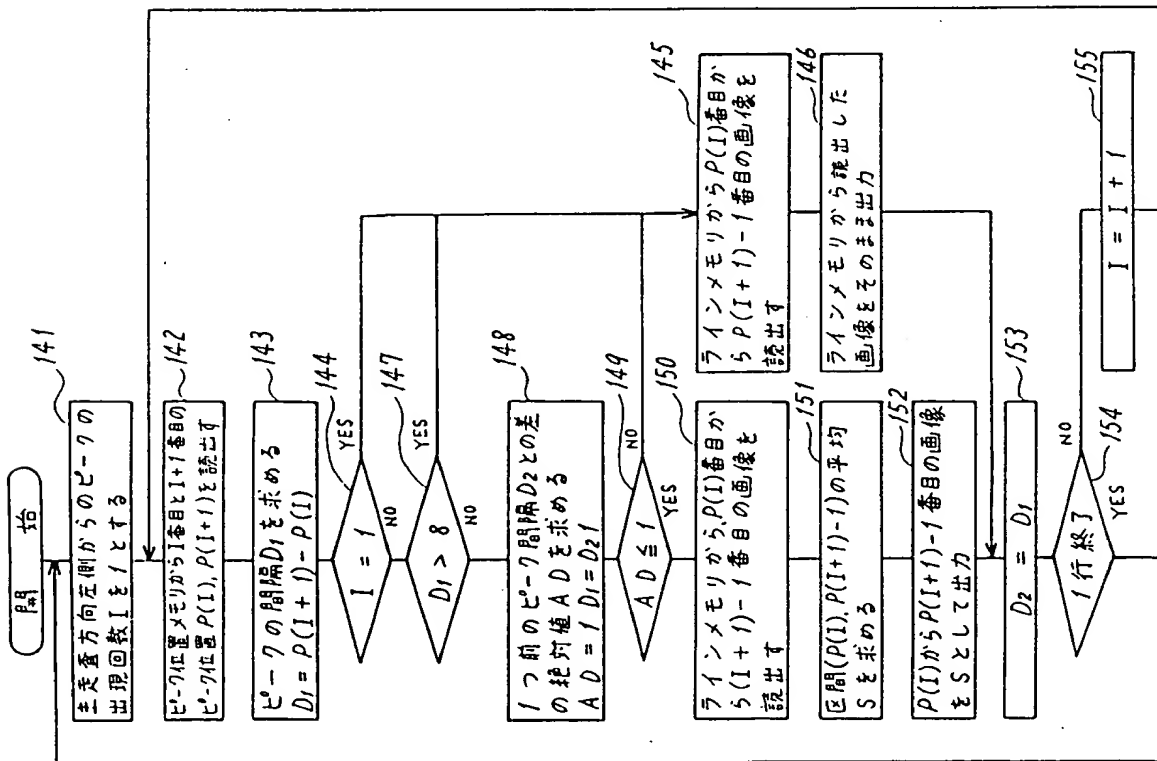 開始
141
主走査方向左側からのピークの
出現回数Iを1とする
142
ピーク位置メモリからI番目とI+1番目の
ピーク位置P(I),P(I+1)を読出す
143
ピークの間隔D1を求める
D1=P(I+1)-P(I)
144
I=1
YES
NO
147
D1>8
YES
NO
148
1つ前のピーク間隔D2との差
の絶対値ADを求める
AD=1D1=D21
149
AD≦1
NO
YES
150
ラインメモリから,P(I)番目か
ら(I+1)-1番目の画像を
読出す
151
区間(P(I),P(I+1)-1)の平均
Sを求める
152
P(I)からP(I+1)-1番目の画像
をSとして出力
145
ラインメモリからP(I)番目か
らP(I+1)-1番目の画像を
読出す
146
ラインメモリから読出した
画像をそのまま出力
153
D2=D1
154
1行終了
NO
YES
155
I=I+1